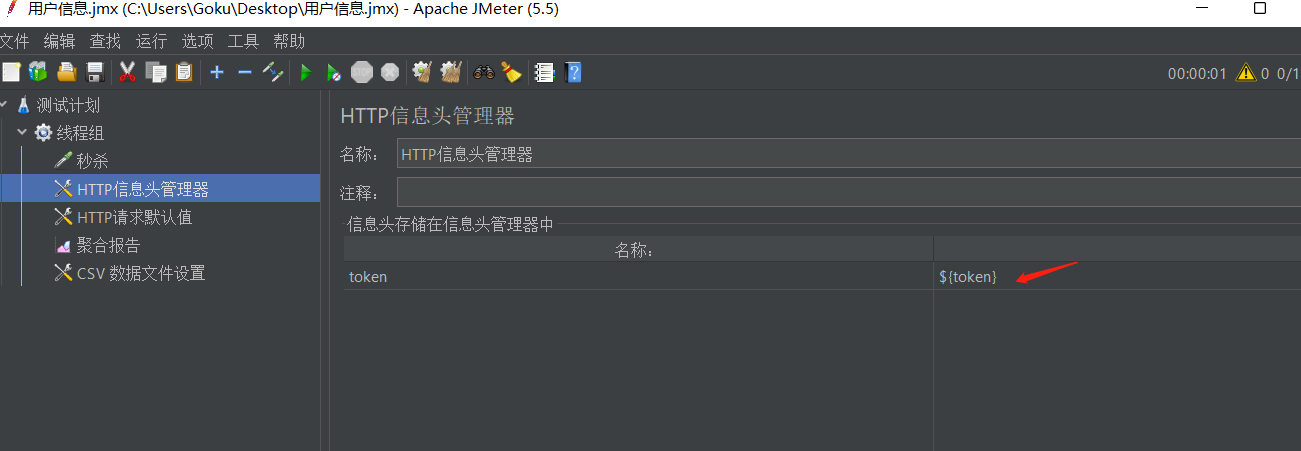 用户信息.jmx (C:\Users\Goku\Desktop\用户信息.jmx) - Apache JMeter (5.5)
文件 编辑 查找 运行 选项 工具 帮助
STOP
00:00:01 0 0/1
测试计划
线程组
秒杀
HTTP信息头管理器
HTTP请求默认值
聚合报告
CSV 数据文件设置
HTTP信息头管理器
名称： HTTP信息头管理器
注释：
信息头存储在信息头管理器中
名称：
token ${token}